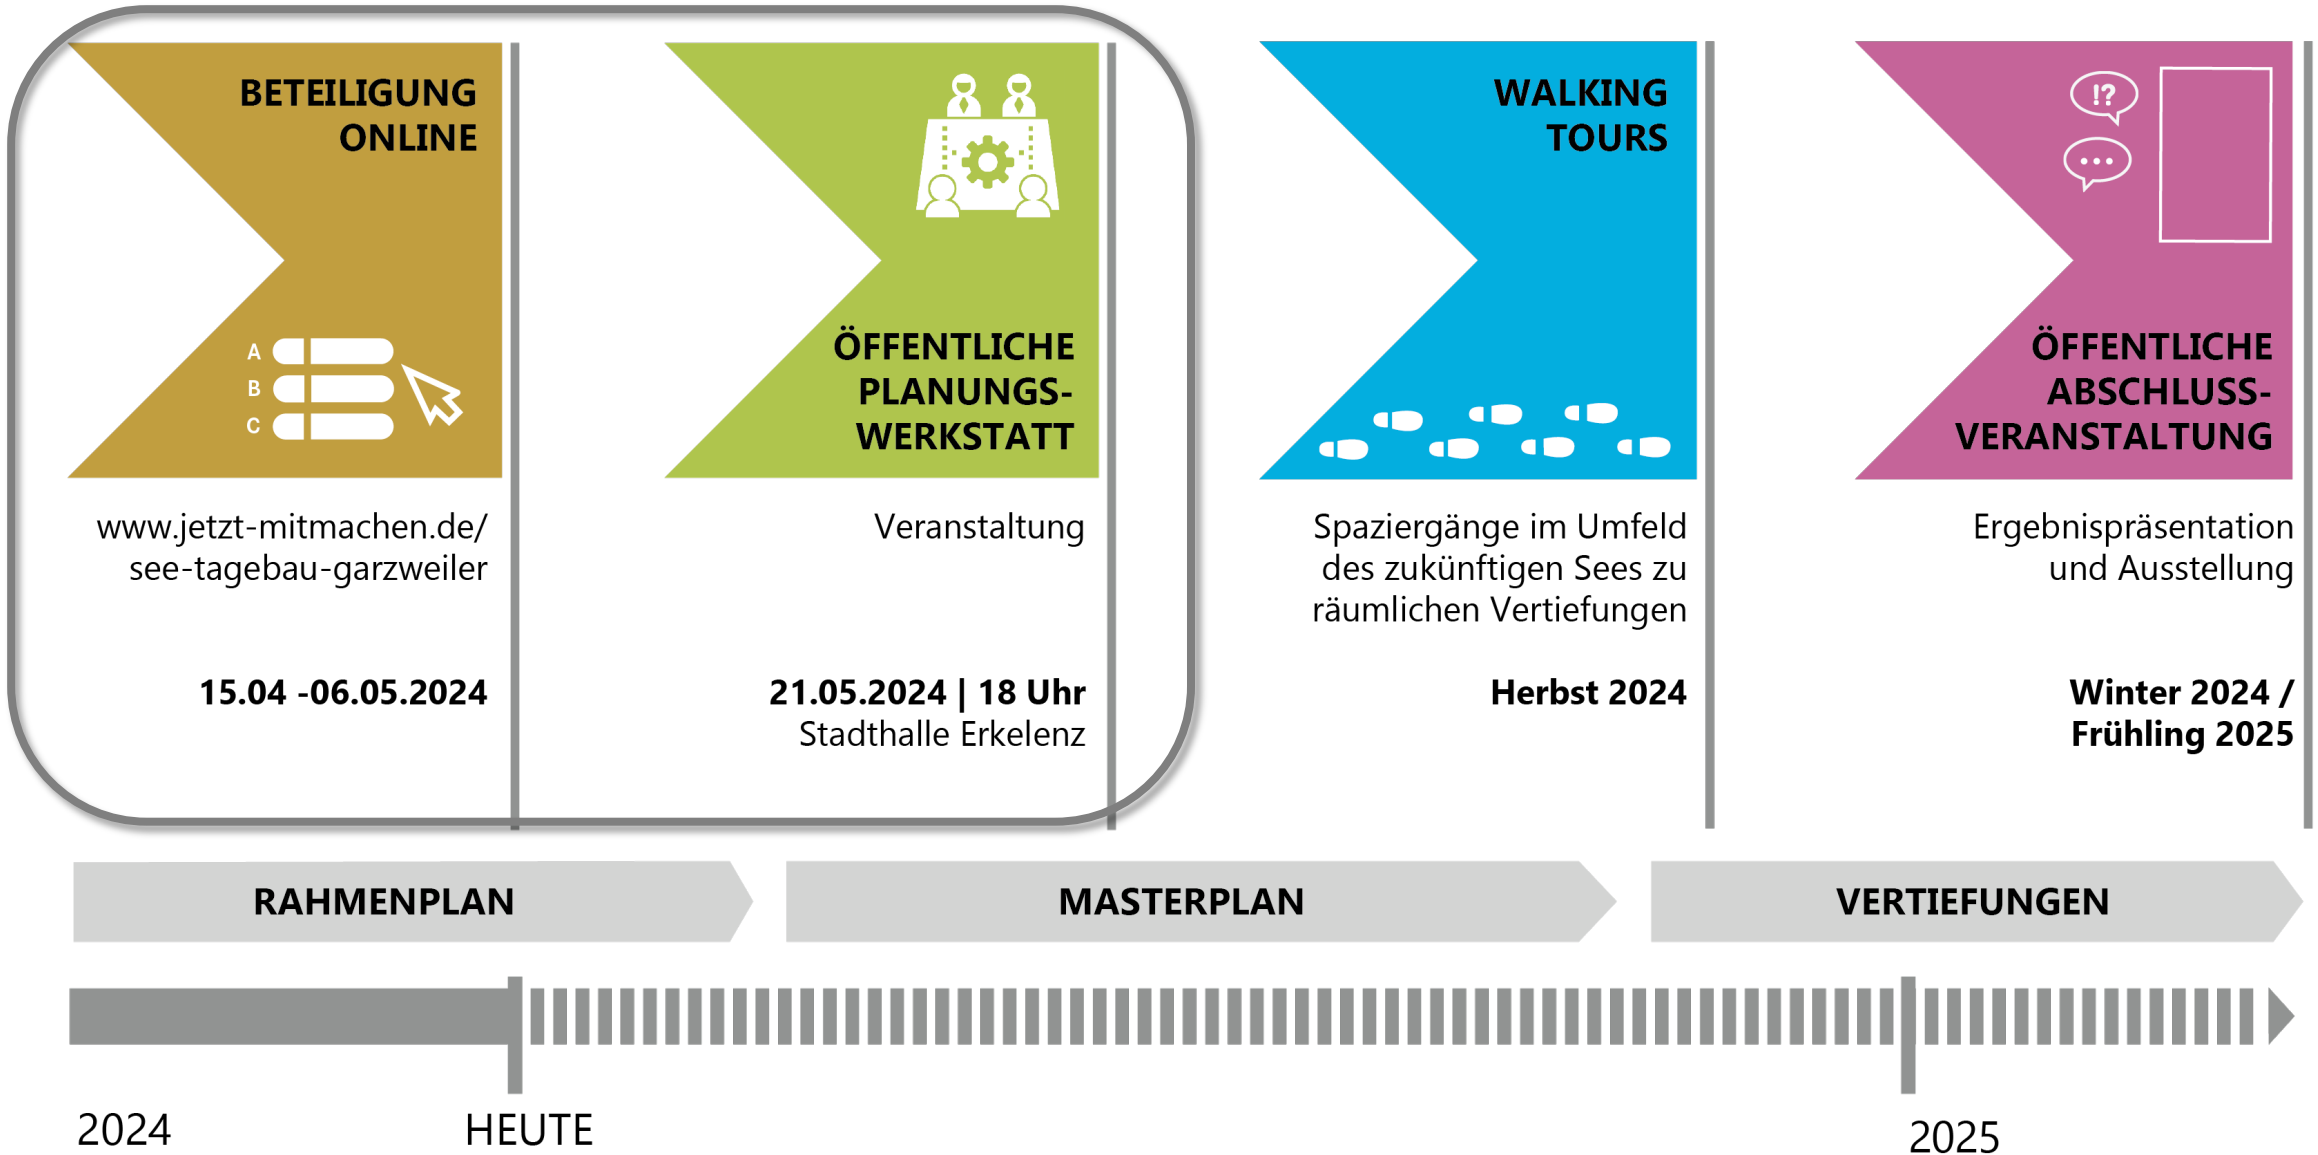 BETEILIGUNG
ONLINE
A
B
C
www.jetzt-mitmachen.de/
see-tagebau-garzweiler
15.04 -06.05.2024
ÖFFENTLICHE
PLANUNGS-
WERKSTATT
Veranstaltung
21.05.2024 | 18 Uhr
Stadthalle Erkelenz
WALKING
TOURS
Spaziergänge im Umfeld
des zukünftigen Sees zu
räumlichen Vertiefungen
Herbst 2024
!?
ÖFFENTLICHE
ABSCHLUSS-
VERANSTALTUNG
Ergebnispräsentation
und Ausstellung
Winter 2024 /
Frühling 2025
RAHMENPLAN
MASTERPLAN
VERTIEFUNGEN
2024
HEUTE
2025